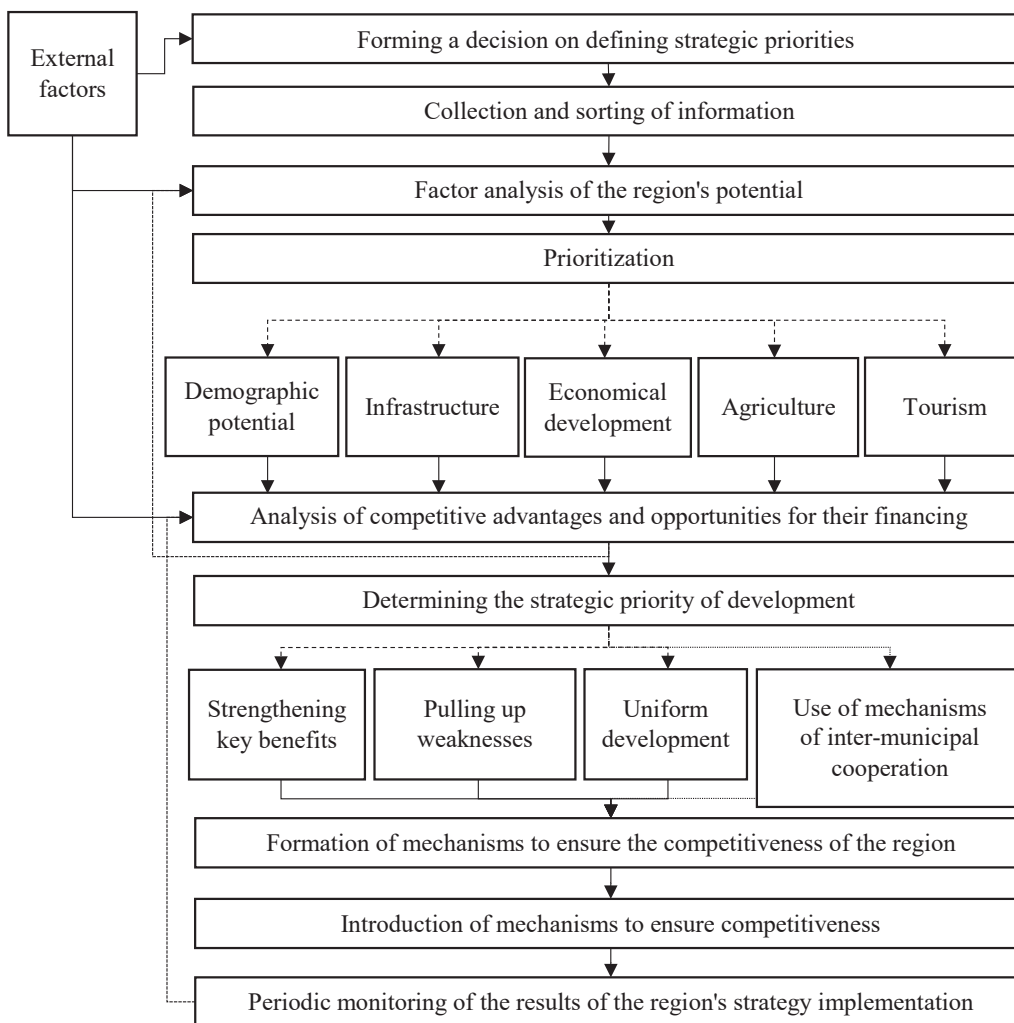 External
factors
Forming a decision on defining strategic priorities
Collection and sorting of information
Factor analysis of the region's potential
Prioritization
Demographic
potential
Infrastructure
Economical
development
Agriculture
Tourism
Analysis of competitive advantages and opportunities for their financing
Determining the strategic priority of development
Strengthening
key benefits
Pulling up
weaknesses
Uniform
development
Use of mechanisms
of inter-municipal
cooperation
Formation of mechanisms to ensure the competitiveness of the region
Introduction of mechanisms to ensure competitiveness
Periodic monitoring of the results of the region's strategy implementation